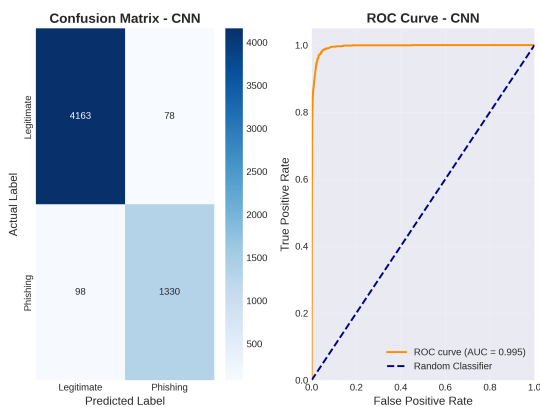 Confusion Matrix - CNN
Actual Label
Legitimate
Phishing
4163
78
98
1330
Legitimate
Phishing
Predicted Label
4000
3500
3000
2500
2000
1500
1000
500
ROC Curve - CNN
True Positive Rate
1.0
0.8
0.6
0.4
0.2
0.0
0.0
0.2
0.4
0.6
0.8
1.0
False Positive Rate
ROC curve (AUC = 0.995)
Random Classifier